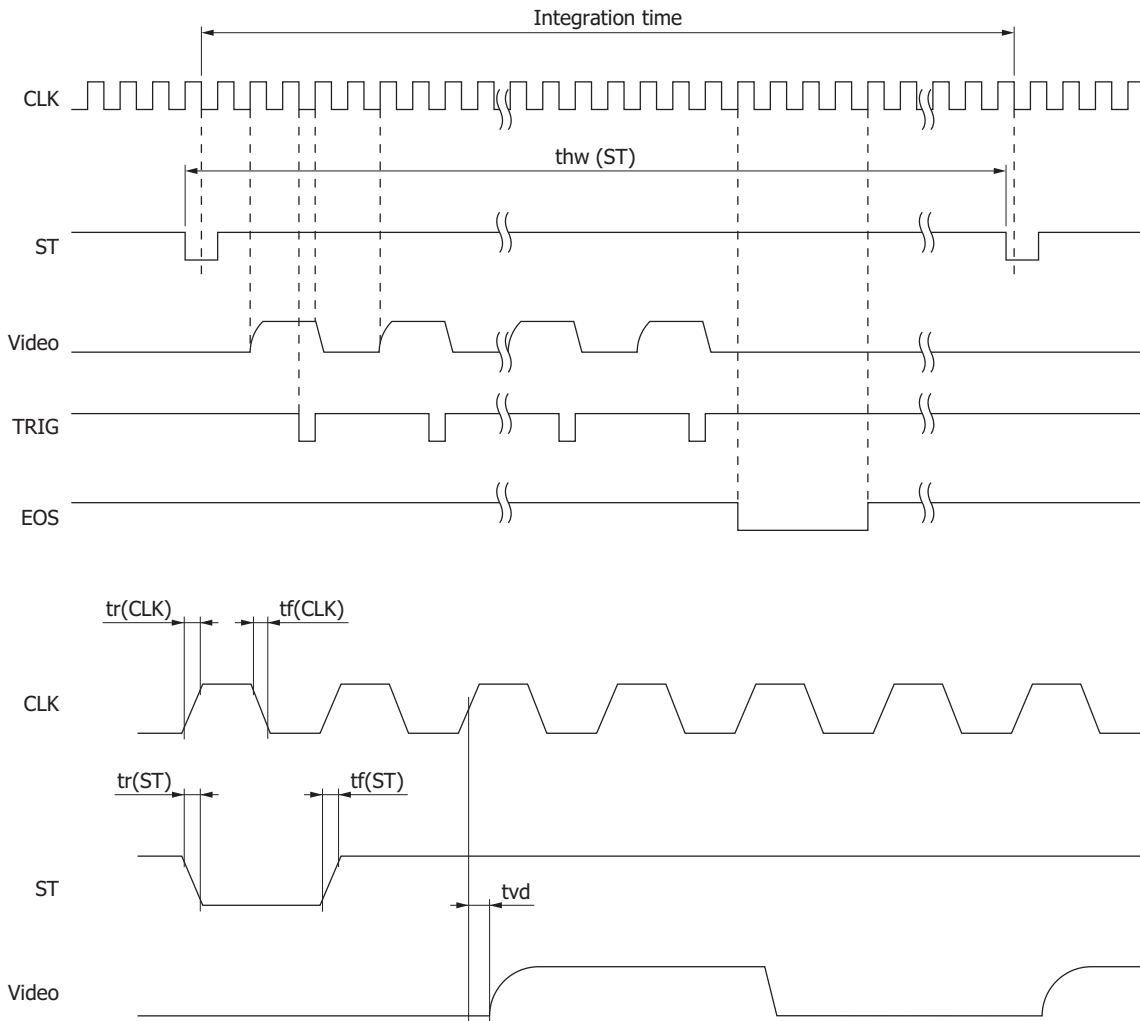 Integration time
CLK
thw (ST)
ST
Video
TRIG
EOS
tr(CLK)
tf(CLK)
CLK
tr(ST)
tf(ST)
ST
tvd
Video